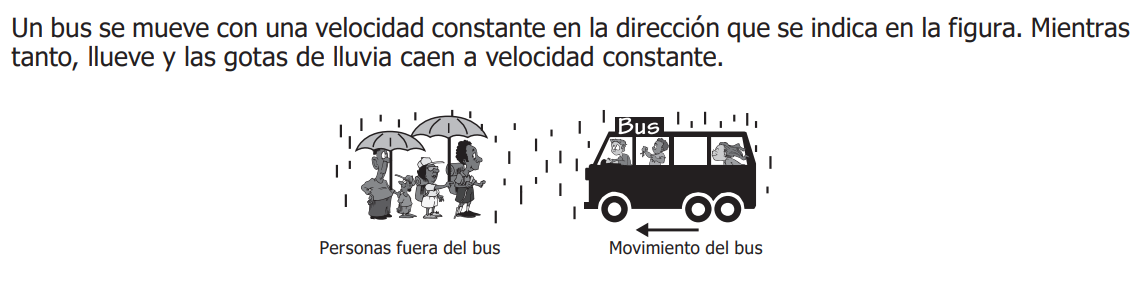 Un bus se mueve con una velocidad constante en la dirección que se indica en la figura. Mientras
tanto, llueve y las gotas de lluvia caen a velocidad constante.
Bus
Personas fuera del bus
Movimiento del bus